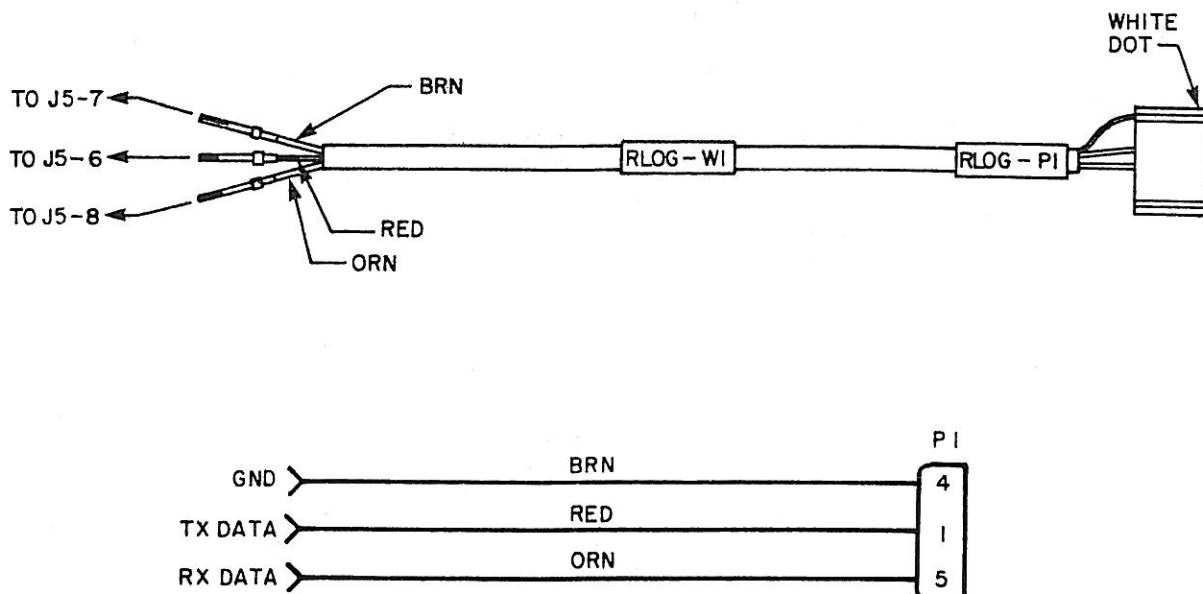 WHITE
DOT
BRN
TO J5-7
TO J5-6
RLOG-W1
RLOG-P1
TO J5-8
RED
ORN
P1
GND
BRN
4
TX DATA
RED
1
RX DATA
ORN
5